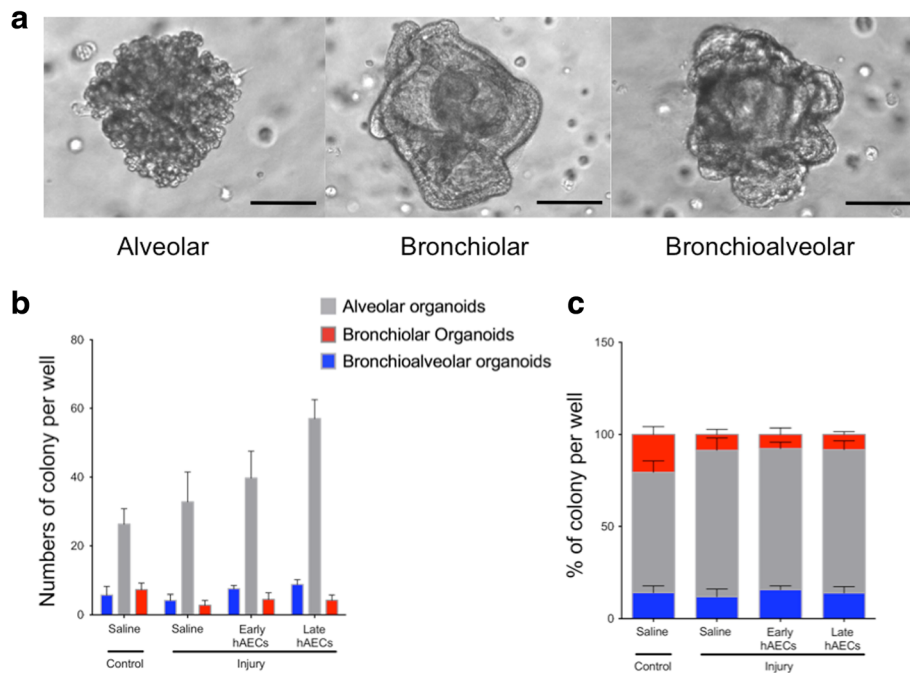 a
Alveolar
Bronchiolar
Bronchioalveolar
b
Alveolar organoids
Bronchiolar Organoids
Bronchioalveolar organoids
Numbers of colony per well
80
60
40
20
0
Saline
Saline
Early
hAECs
Late
hAECs
Control
Injury
c
% of colony per well
150
100
50
0
Saline
Saline
Early
hAECs
Late
hAECs
Control
Injury